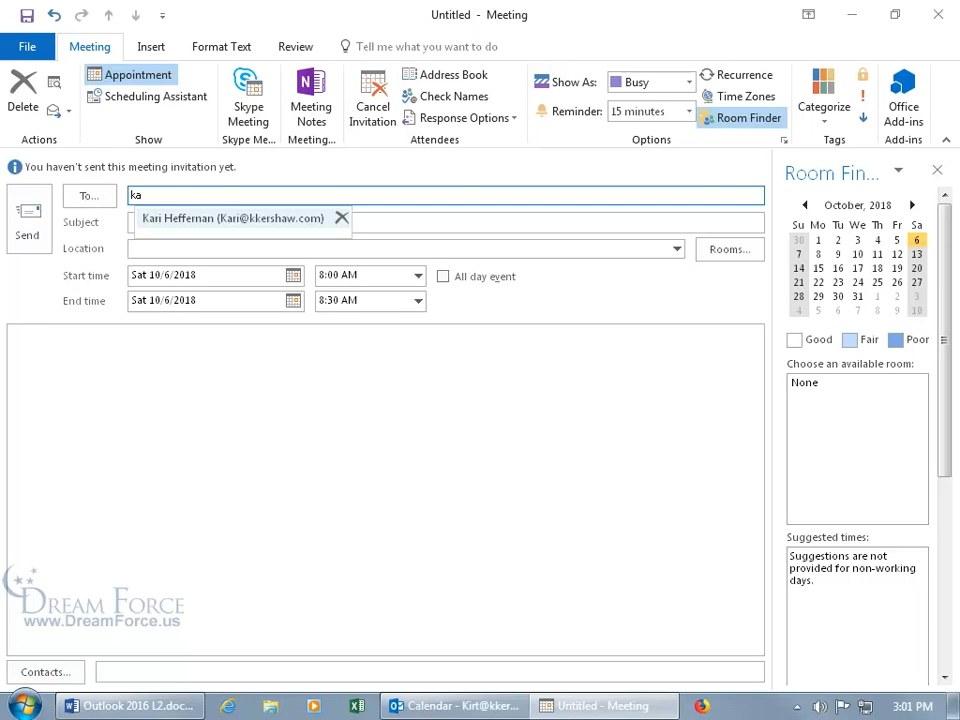 Untitled - Meeting
File Meeting Insert Format Text Review Tell me what you want to do
Delete
Actions
Appointment
Scheduling Assistant
Show
Skype Meeting
Skype Me...
Meeting Notes
Meeting...
Cancel Invitation
Address Book
Check Names
Response Options
Attendees
Show As: Busy
Reminder: 15 minutes
Recurrence
Time Zones
Room Finder
Options
Categorize
Tags
Office Add-ins
Add-ins
You haven't sent this meeting invitation yet.
Send
To... ka
Kari Heffernan (Kari@kkershaw.com)
Subject
Location Rooms...
Start time Sat 10/6/2018 8:00 AM All day event
End time Sat 10/6/2018 8:30 AM
Room Fin...
October, 2018
Su Mo Tu We Th Fr Sa
30 1 2 3 4 5 6
7 8 9 10 11 12 13
14 15 16 17 18 19 20
21 22 23 24 25 26 27
28 29 30 31 1 2 3
4 5 6 7 8 9 10
Good Fair Poor
Choose an available room:
None
Suggested times:
Suggestions are not
provided for non-working
days.
DREAM FORCE
www.DreamForce.us
Contacts...
Outlook 2016 L2.doc... Calendar - Kirt@kker... Untitled - Meeting 3:01 PM